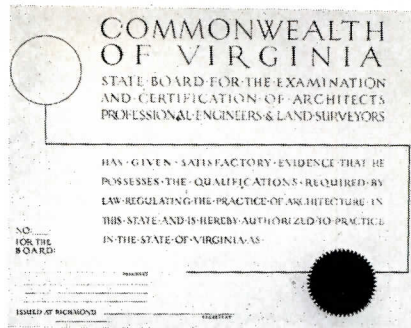 COMMONWEALTH
OF VIRGINIA
STATE·BOARD·FOR·THE·EXAMINATION
AND·CERTIFICATION·OF·ARCHITECTS
PROFESSIONAL·ENGINEERS·&·LAND·SURVEYORS
HAS·GIVEN·SATISFACTORY·EVIDENCE·THAT·HE
POSSESSES·THE·QUALIFICATIONS·REQUIRED·BY
LAW·REGULATING·THE·PRACTICE·OF·ARCHITECTURE·IN
THIS·STATE·AND·IS·HEREBY·AUTHORIZED·TO·PRACTICE
IN·THE·STATE·OF·VIRGINIA·AS·
NO.
FOR THE
BOARD:
PRESIDENT
ISSUED AT RICHMOND
SECRETARY